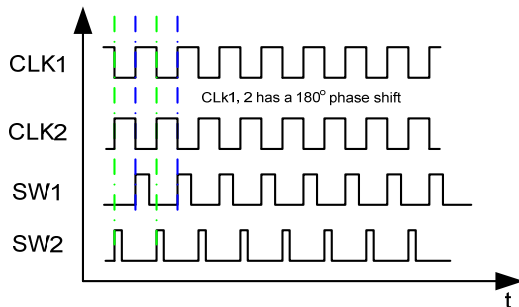 CLK1
CLk1, 2 has a 180° phase shift
CLK2
SW1
SW2
t